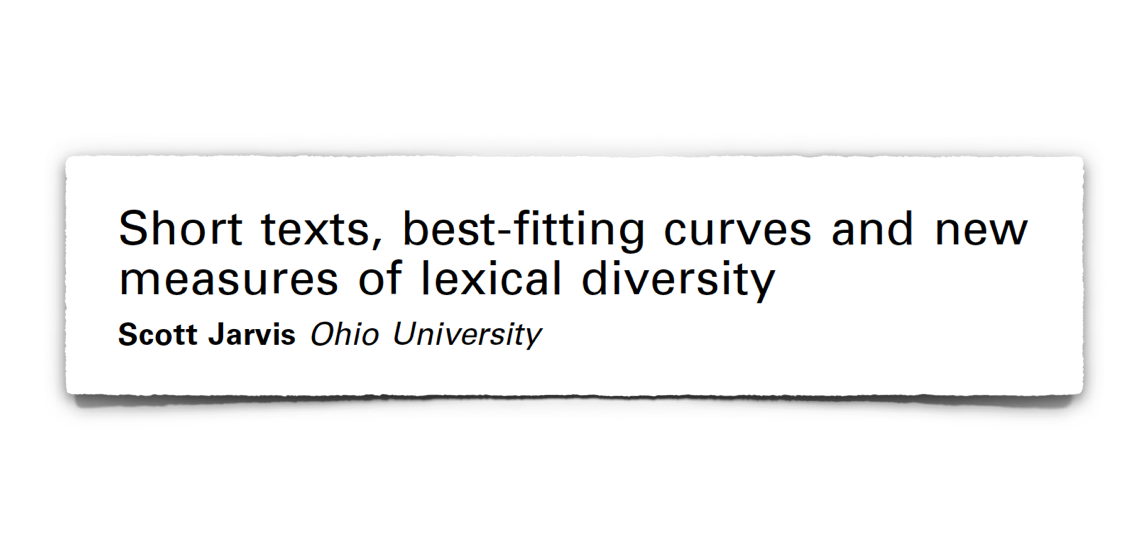 Short texts, best-fitting curves and new
measures of lexical diversity
Scott Jarvis Ohio University